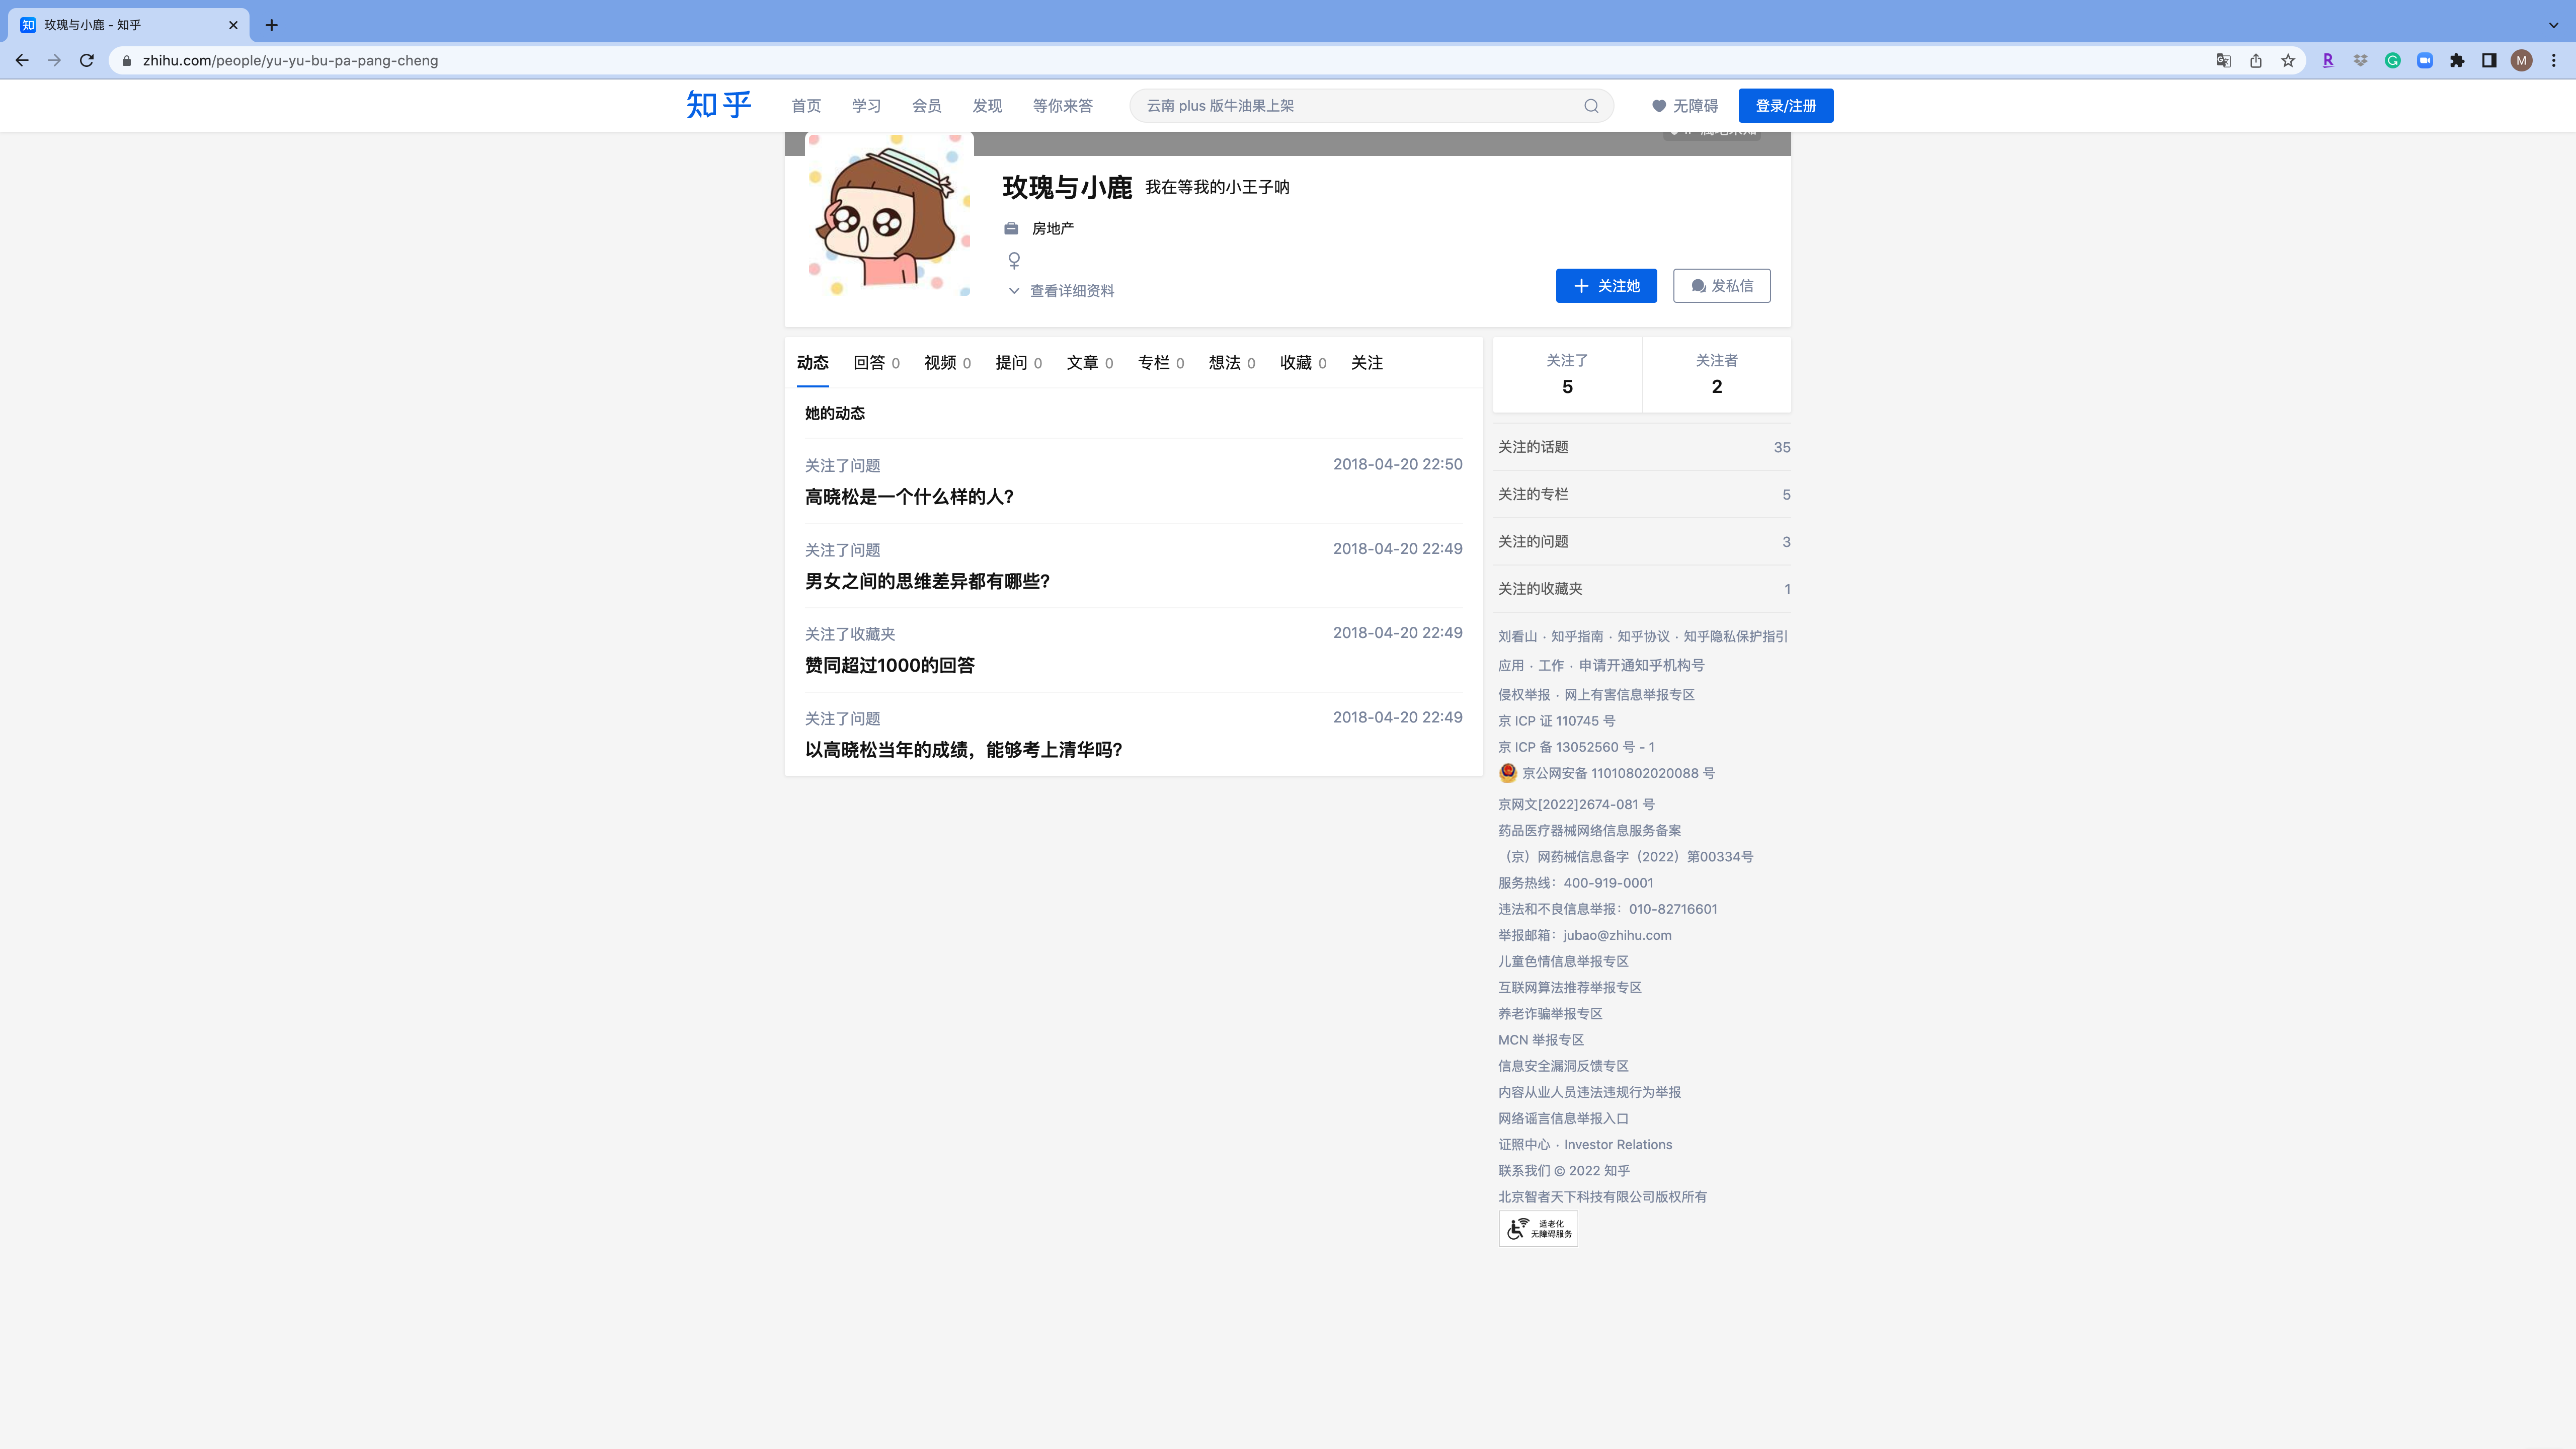 玫瑰与小鹿 - 知乎
zhihu.com/people/yu-yu-bu-pa-pang-cheng
M
知乎
首页 学习 会员 发现 等你来答
云南 plus 版牛油果上架
无障碍
登录/注册
玫瑰与小鹿 我在等我的小王子呐
房地产
查看详细资料
关注她
发私信
动态 回答 0 视频 0 提问 0 文章 0 专栏 0 想法 0 收藏 0 关注
她的动态
关注了问题 2018-04-20 22:50
高晓松是一个什么样的人?
关注了问题 2018-04-20 22:49
男女之间的思维差异都有哪些?
关注了收藏夹 2018-04-20 22:49
赞同超过1000的回答
关注了问题 2018-04-20 22:49
以高晓松当年的成绩，能够考上清华吗?
关注了 关注者
5 2
关注的话题 35
关注的专栏 5
关注的问题 3
关注的收藏夹 1
刘看山 · 知乎指南 · 知乎协议 · 知乎隐私保护指引
应用 · 工作 · 申请开通知乎机构号
侵权举报 · 网上有害信息举报专区
京 ICP 证 110745 号
京 ICP 备 13052560 号 - 1
京公网安备 11010802020088 号
京网文[2022]2674-081 号
药品医疗器械网络信息服务备案
（京）网药械信息备字（2022）第00334号
服务热线：400-919-0001
违法和不良信息举报：010-82716601
举报邮箱：jubao@zhihu.com
儿童色情信息举报专区
互联网算法推荐举报专区
养老诈骗举报专区
MCN 举报专区
信息安全漏洞反馈专区
内容从业人员违法违规行为举报
网络谣言信息举报入口
证照中心 · Investor Relations
联系我们 © 2022 知乎
北京智者天下科技有限公司版权所有
适老化
无障碍服务